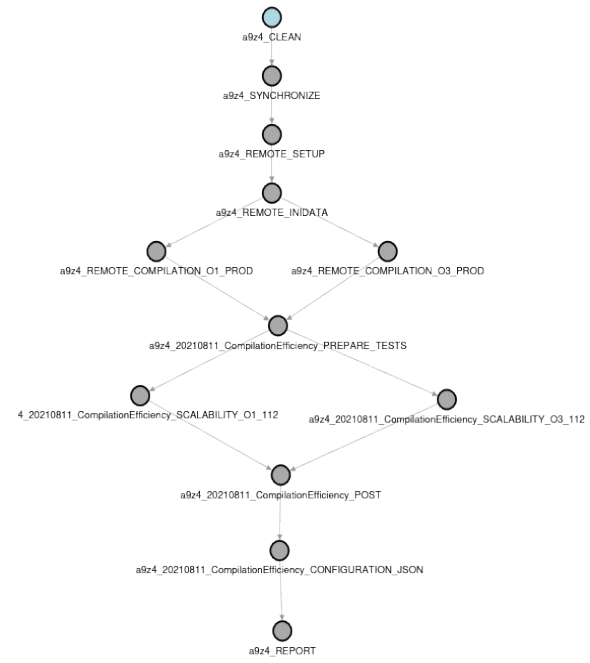 a9z4_CLEAN
a9z4_SYNCHRONIZE
a9z4_REMOTE_SETUP
a9z4_REMOTE_INIDATA
a9z4_REMOTE_COMPILATION_O1_PROD
a9z4_REMOTE_COMPILATION_O3_PROD
a9z4_20210811_CompilationEfficiency_PREPARE_TESTS
4_20210811_CompilationEfficiency_SCALABILITY_O1_112
a9z4_20210811_CompilationEfficiency_SCALABILITY_O3_112
a9z4_20210811_CompilationEfficiency_POST
a9z4_20210811_CompilationEfficiency_CONFIGURATION_JSON
a9z4_REPORT